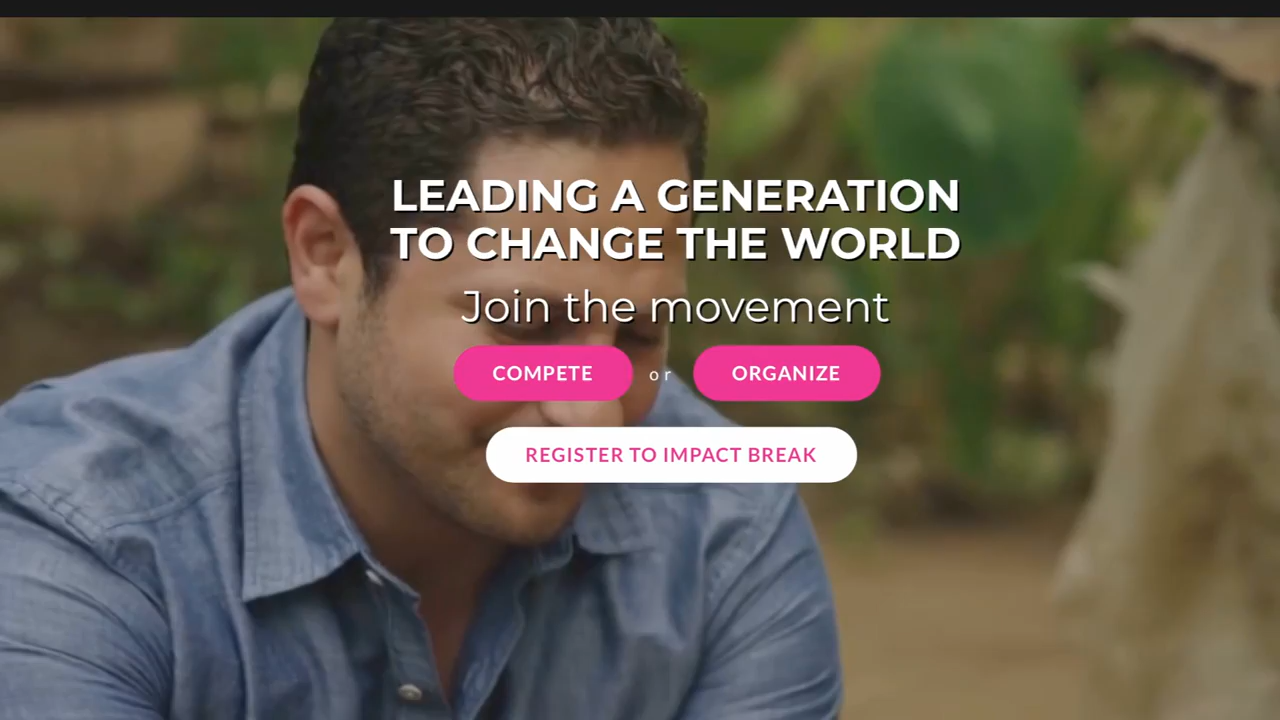 LEADING A GENERATION
TO CHANGE THE WORLD
Join the movement
COMPETE or ORGANIZE
REGISTER TO IMPACT BREAK